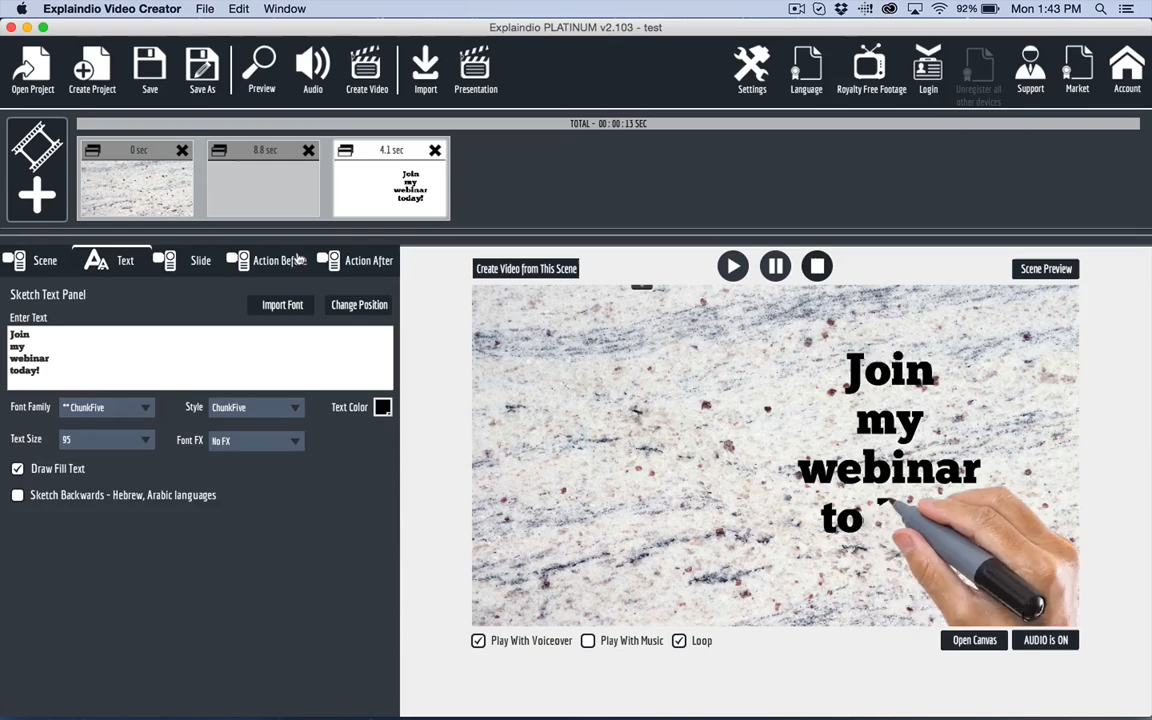 Explaindio Video Creator File Edit Window 92% Mon 1:43 PM
Explaindio PLATINUM v2.103 - test
Open Project Create Project Save Save As Preview Audio Create Video Import Presentation Settings Language Royalty Free Footage Login Unregister all other devices Support Market Account
TOTAL - 00 : 00 : 13 SEC
0 sec 8.8 sec 4.1 sec
Join
my
webinar
today!
Scene Text Slide Action Before Action After
Create Video from This Scene Scene Preview
Sketch Text Panel
Import Font Change Position
Enter Text
Join
my
webinar
today!
Font Family ** ChunkFive Style ChunkFive Text Color
Text Size 95 Font FX No FX
Draw Fill Text
Sketch Backwards - Hebrew, Arabic languages
Join
my
webinar
to
Play With Voiceover Play With Music Loop Open Canvas AUDIO is ON